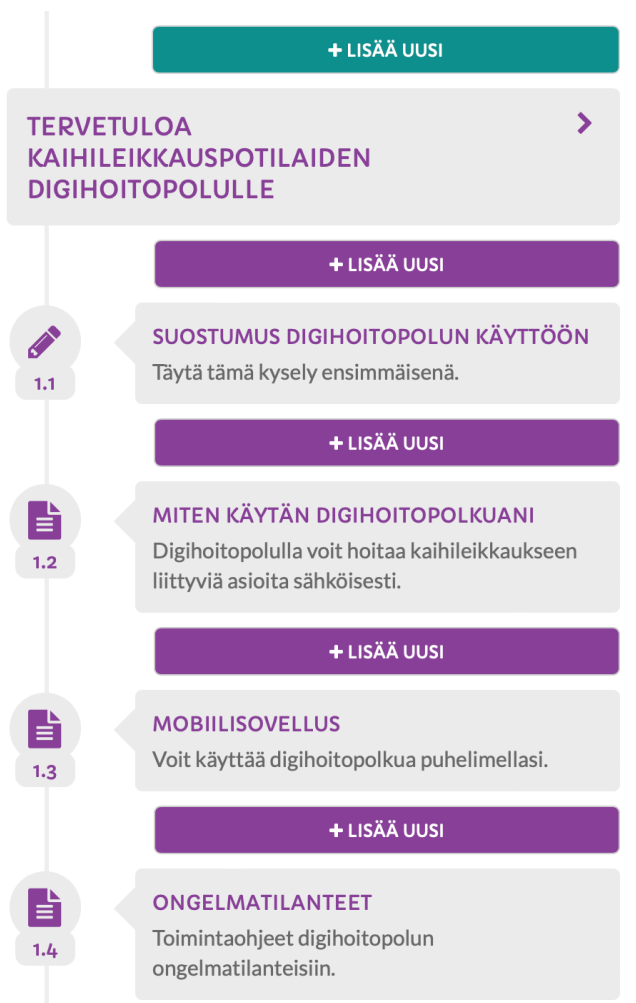 + LISÄÄ UUSI
TERVETULOA
KAIHILEIKKAUSPOTILAIDEN
DIGIHOITOPOLULLE
+ LISÄÄ UUSI
1.1
SUOSTUMUS DIGIHOITOPOLUN KÄYTTÖÖN
Täytä tämä kysely ensimmäisenä.
+ LISÄÄ UUSI
1.2
MITEN KÄYTÄN DIGIHOITOPOLKUANI
Digihoitopolulla voit hoitaa kaihileikkaukseen
liittyviä asioita sähköisesti.
+ LISÄÄ UUSI
1.3
MOBIILISOVELLUS
Voit käyttää digihoitopolkua puhelimellasi.
+ LISÄÄ UUSI
1.4
ONGELMATILANTEET
Toimintaohjeet digihoitopolun
ongelmatilanteisiin.